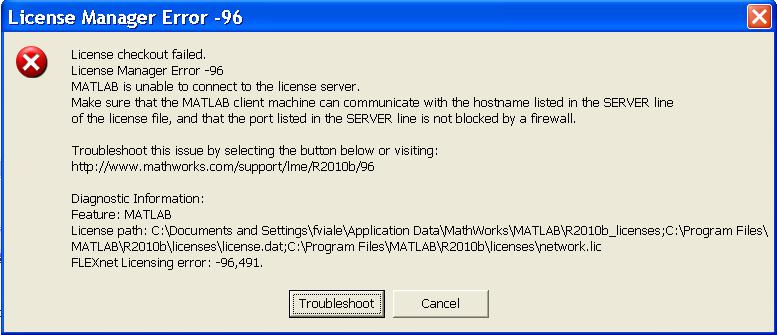 License Manager Error -96
License checkout failed.
License Manager Error -96
MATLAB is unable to connect to the license server.
Make sure that the MATLAB client machine can communicate with the hostname listed in the SERVER line
of the license file, and that the port listed in the SERVER line is not blocked by a firewall.
Troubleshoot this issue by selecting the button below or visiting:
http://www.mathworks.com/support/lme/R2010b/96
Diagnostic Information:
Feature: MATLAB
License path: C:\Documents and Settings\fviale\Application Data\MathWorks\MATLAB\R2010b_licenses;C:\Program Files\
MATLAB\R2010b\licenses\license.dat;C:\Program Files\MATLAB\R2010b\licenses\network.lic
FLEXnet Licensing error: -96,491.
Troubleshoot
Cancel